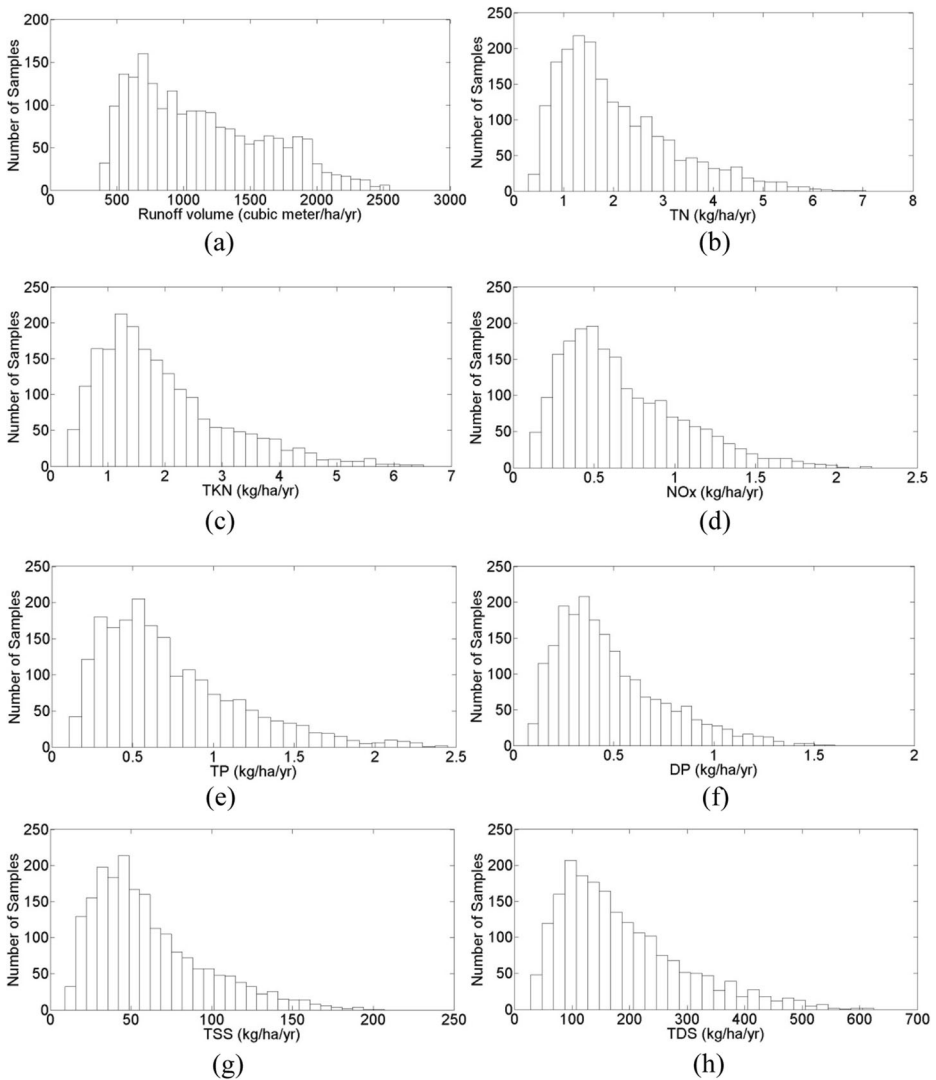 200
150
100
50
0
Number of Samples
500 1000 1500 2000 2500 3000
Runoff volume (cubic meter/ha/yr)
(a)
250
200
150
100
50
0
Number of Samples
0 1 2 3 4 5 6 7 8
TN (kg/ha/yr)
(b)
250
200
150
100
50
0
Number of Samples
0 1 2 3 4 5 6 7
TKN (kg/ha/yr)
(c)
250
200
150
100
50
0
Number of Samples
0 0.5 1 1.5 2 2.5
NOx (kg/ha/yr)
(d)
250
200
150
100
50
0
Number of Samples
0 0.5 1 1.5 2 2.5
TP (kg/ha/yr)
(e)
250
200
150
100
50
0
Number of Samples
0 0.5 1 1.5 2
DP (kg/ha/yr)
(f)
250
200
150
100
50
0
Number of Samples
0 50 100 150 200 250
TSS (kg/ha/yr)
(g)
250
200
150
100
50
0
Number of Samples
0 100 200 300 400 500 600 700
TDS (kg/ha/yr)
(h)